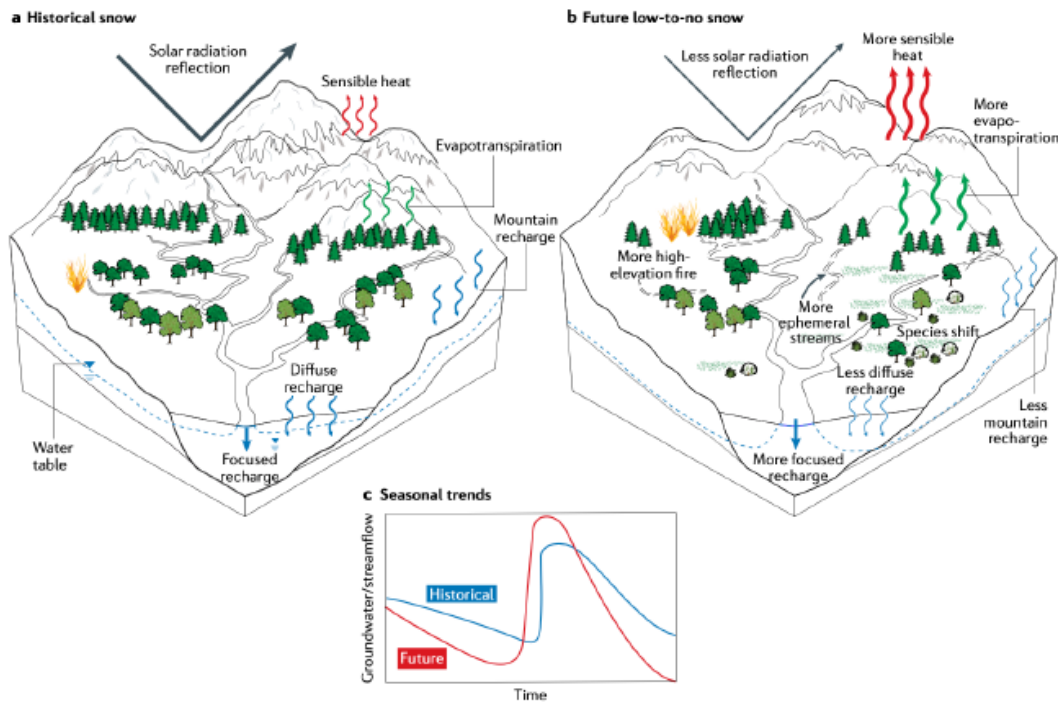 a Historical snow
Solar radiation
reflection
Sensible heat
Evapotranspiration
Mountain
recharge
Diffuse
recharge
Water
table
Focused
recharge
b Future low-to-no snow
Less solar radiation
reflection
More sensible
heat
More
evapo-
transpiration
More high-
elevation fire
More
ephemeral
streams
Species shift
Less diffuse
recharge
Less
mountain
recharge
More focused
recharge
c Seasonal trends
Groundwater/streamflow
Historical
Future
Time